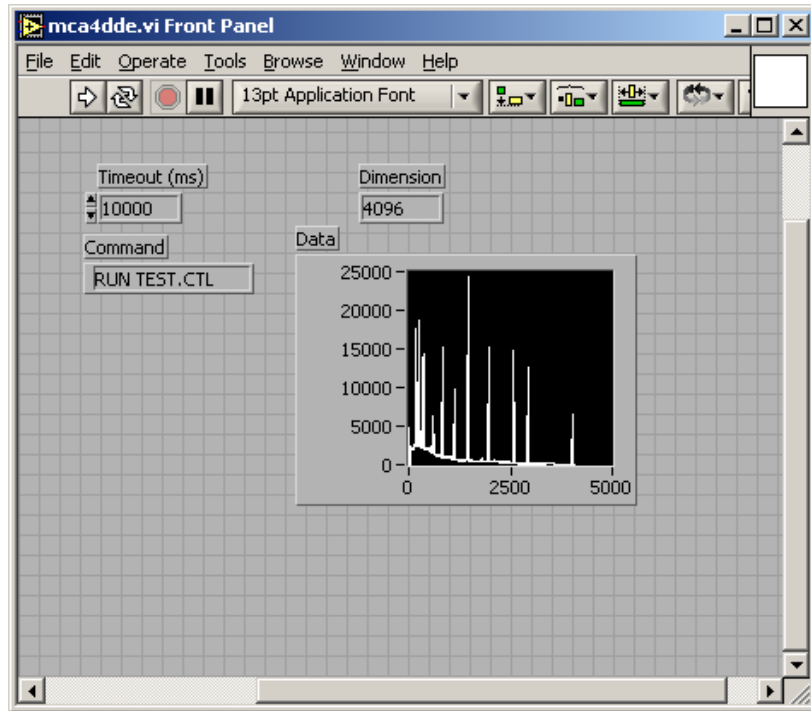 mca4dde.vi Front Panel
File Edit Operate Tools Browse Window Help
13pt Application Font
Timeout (ms)
10000
Dimension
4096
Command
RUN TEST.CTL
Data
25000
20000
15000
10000
5000
0
0 2500 5000